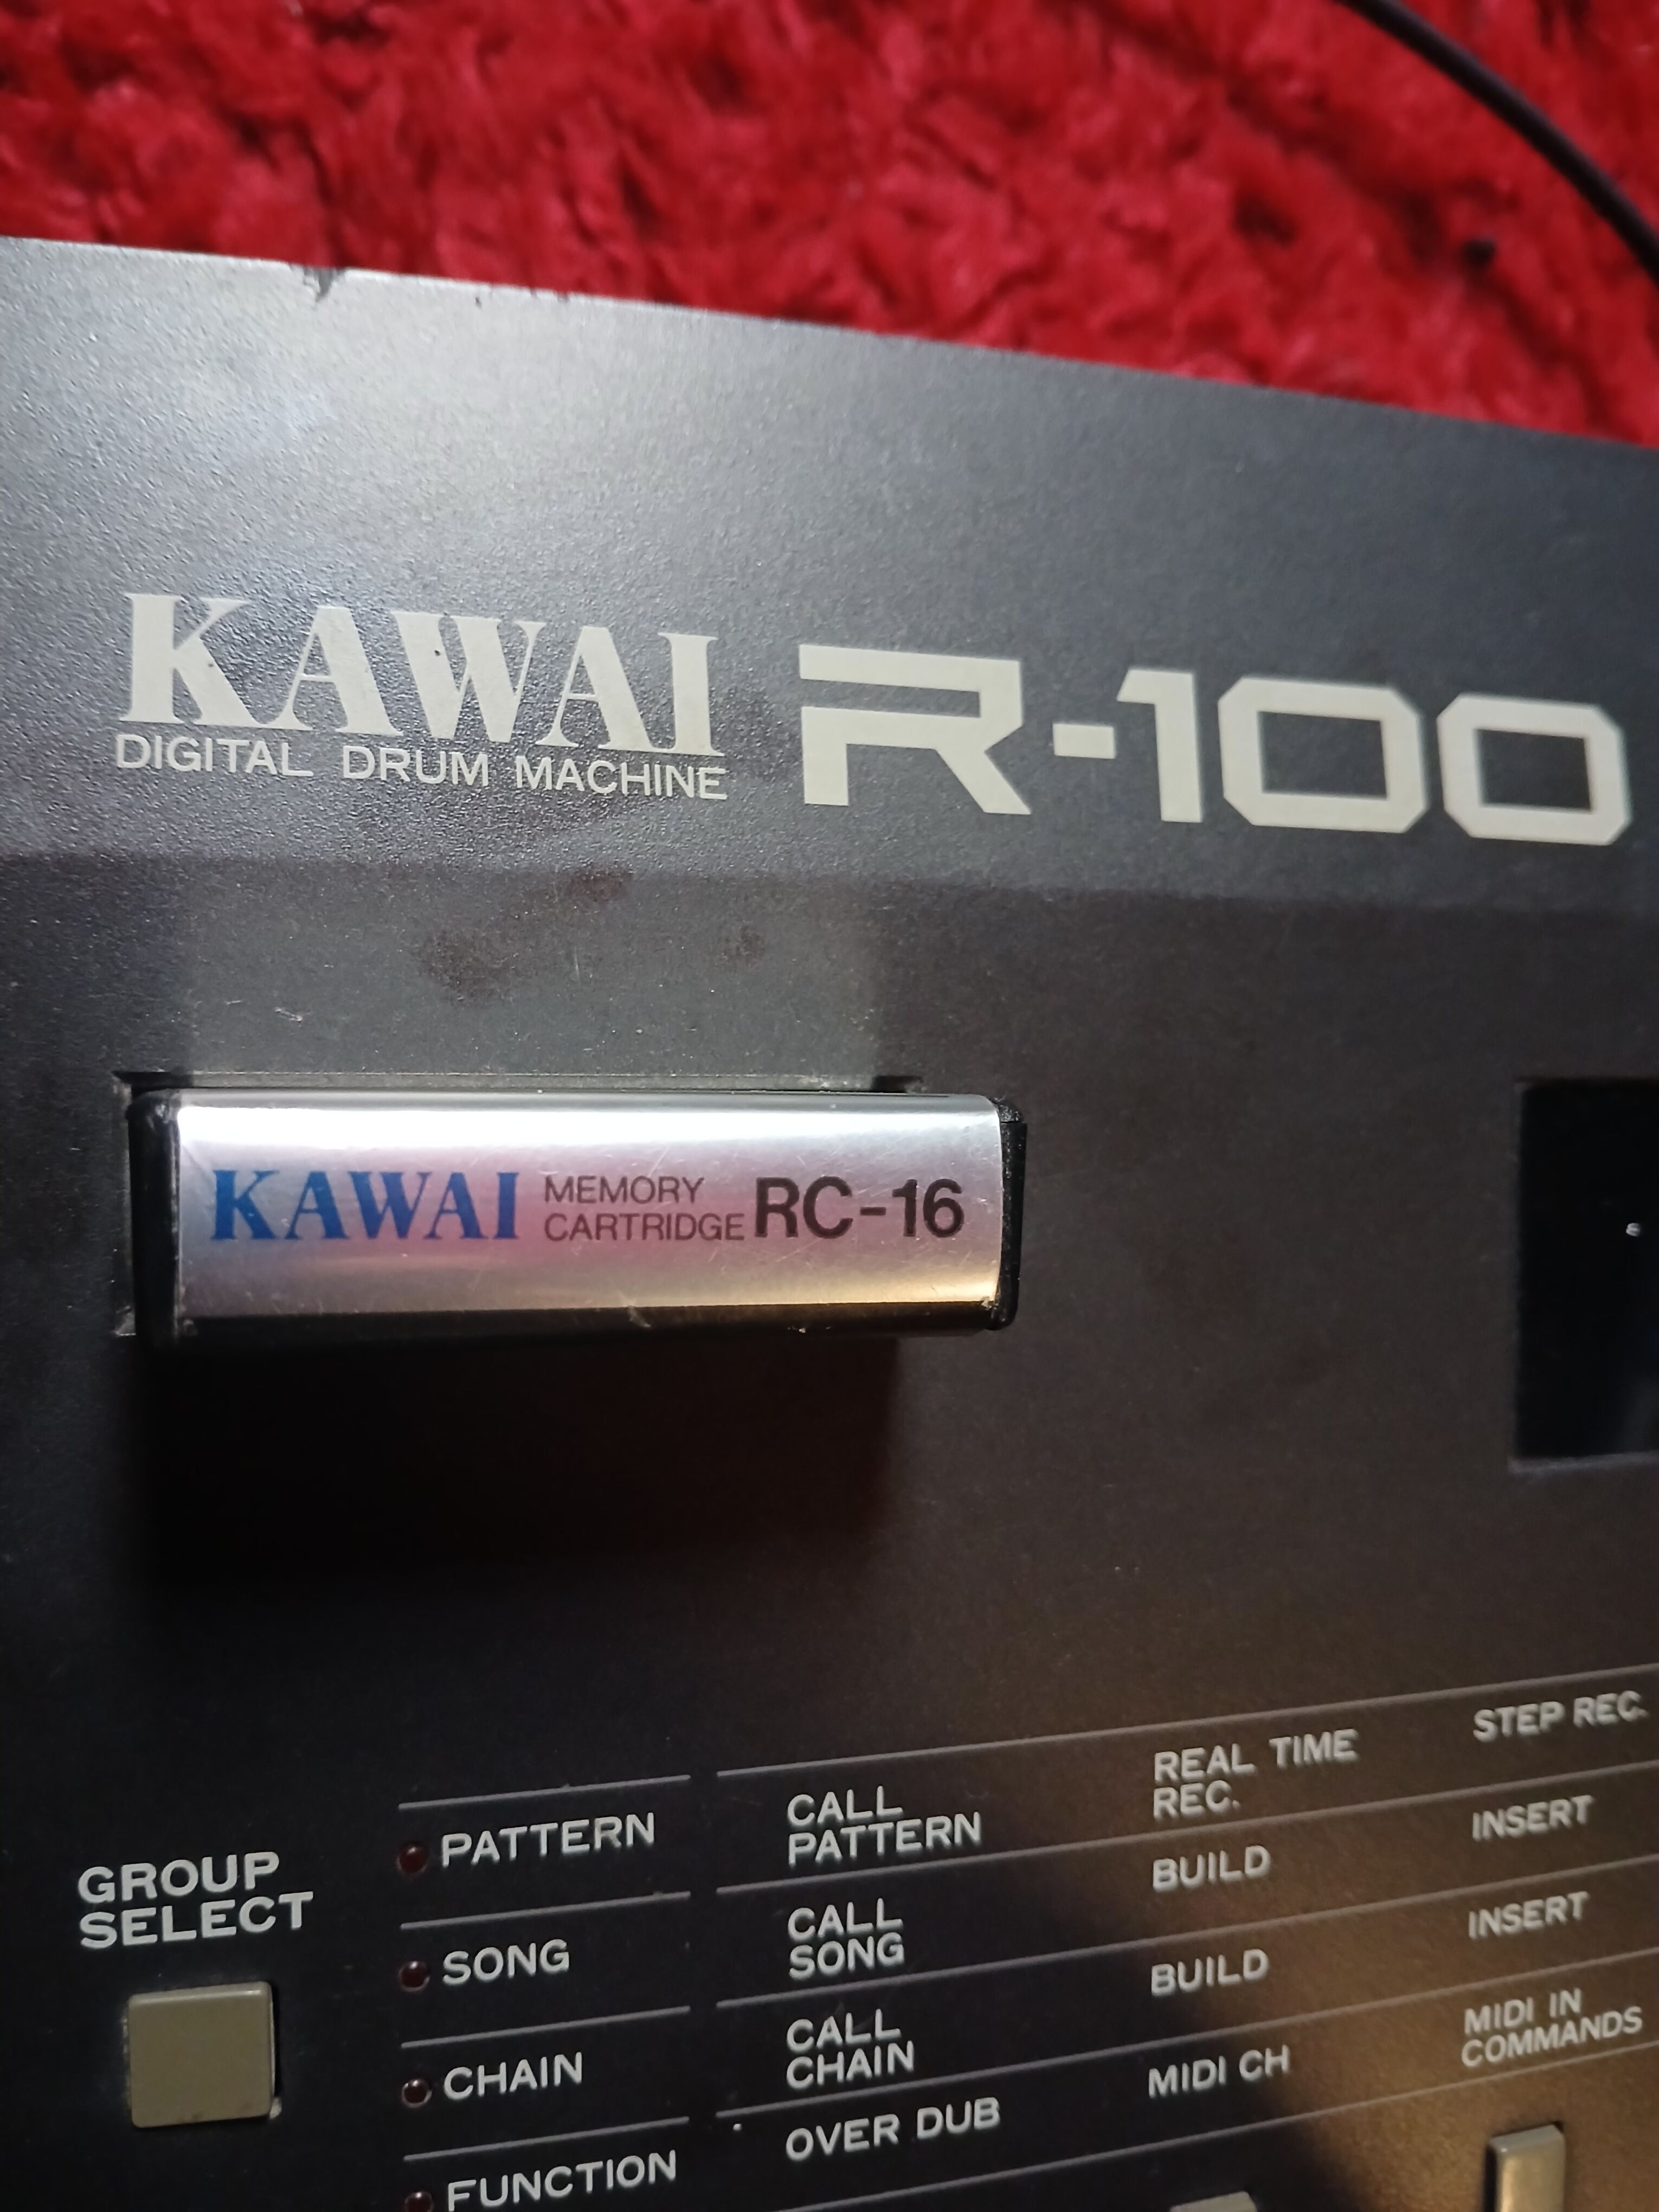 KAWAI R-100
DIGITAL DRUM MACHINE
KAWAI MEMORY CARTRIDGE RC-16
GROUP
SELECT
PATTERN
CALL
PATTERN
REAL TIME
REC.
STEP REC.
SONG
CALL
SONG
BUILD
INSERT
CHAIN
CALL
CHAIN
BUILD
INSERT
FUNCTION
OVER DUB
MIDI CH
MIDI IN
COMMANDS